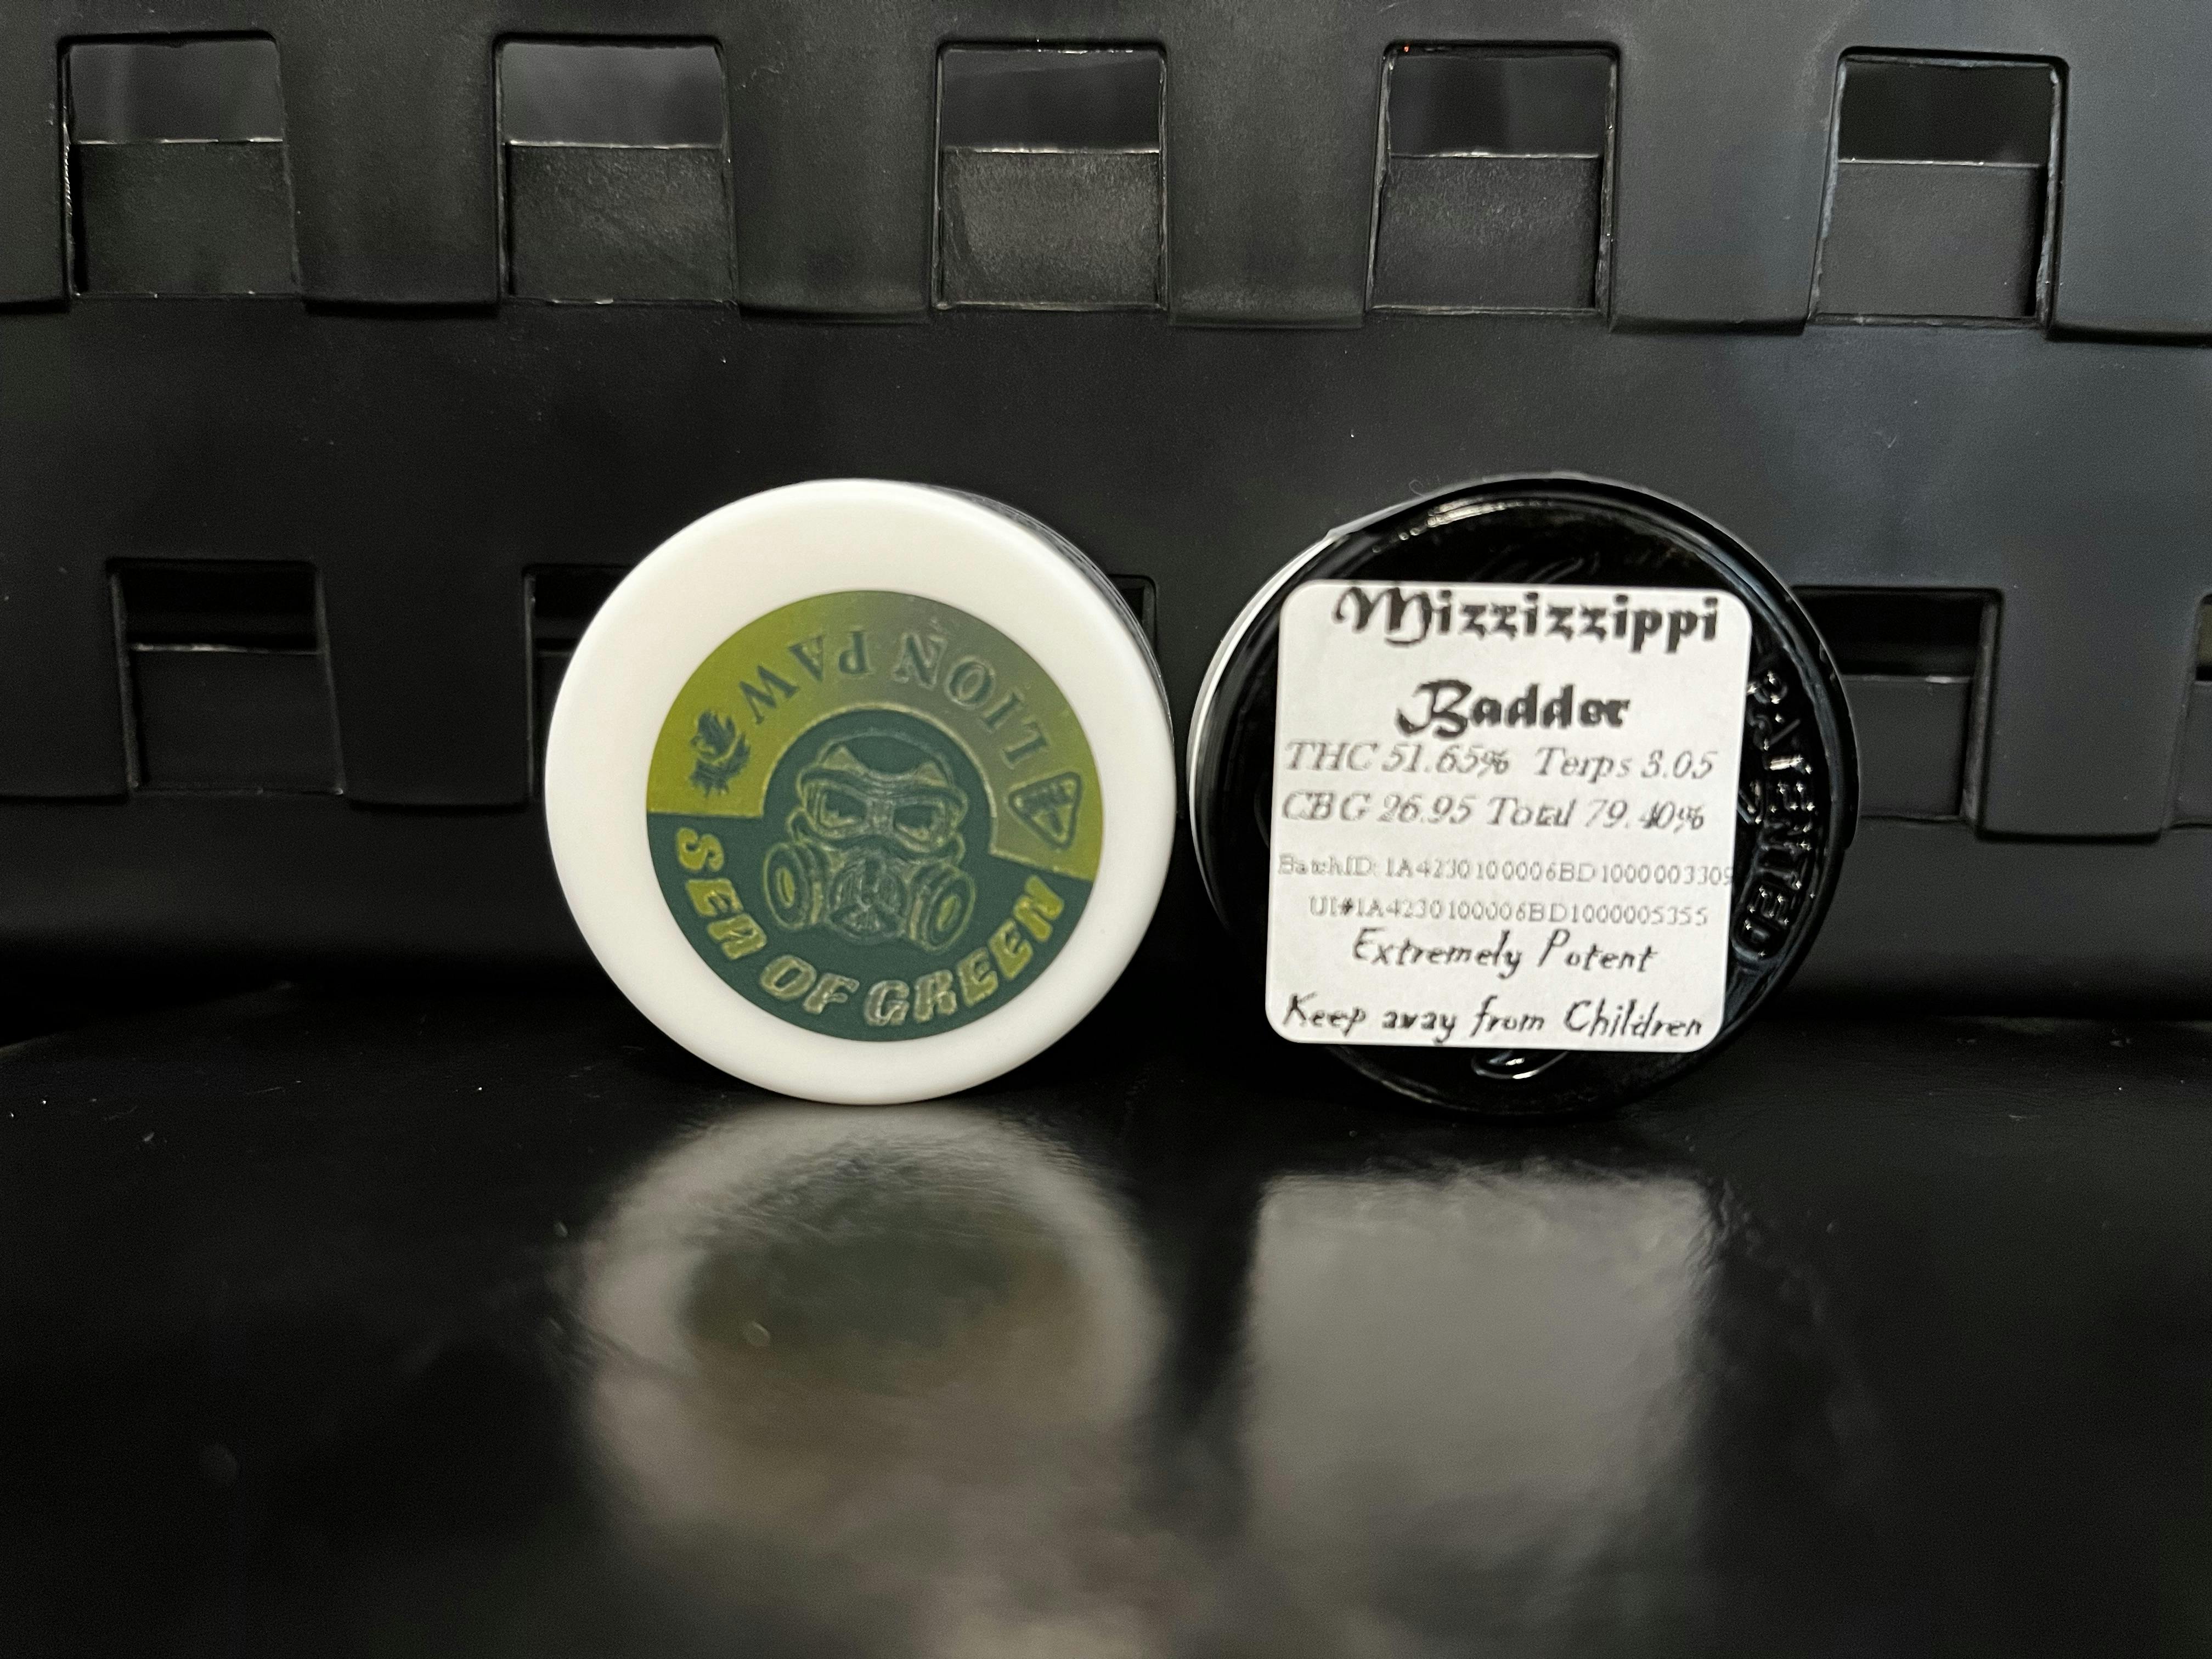 LION PAW
SEA OF GREEN
Mizzizzippi
Badder
THC 51.65% Terps 3.05
CBG 26.95 Total 79.40%
BatchID: 1A4230100006BD1000003309
UI#1A4230100006BD1000005355
Extremely Potent
Keep away from Children
PATENTED